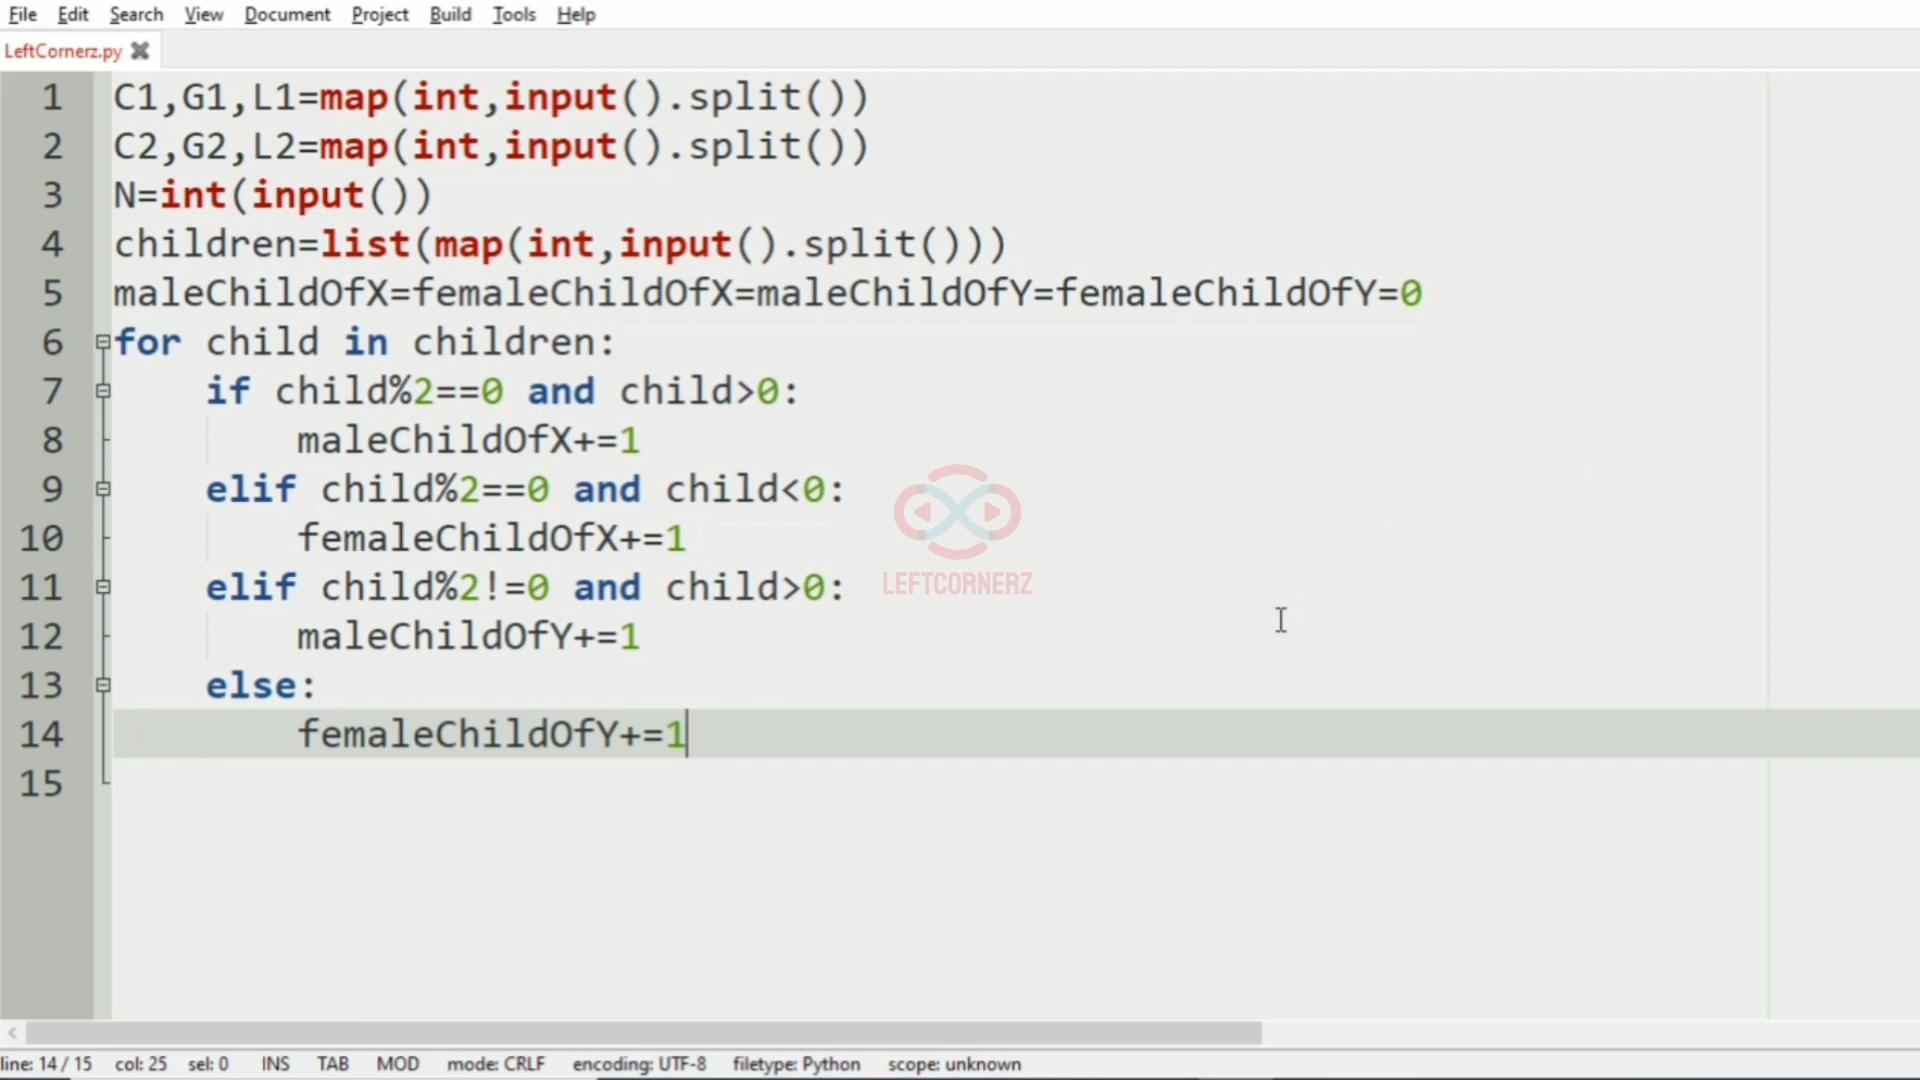 File Edit Search View Document Project Build Tools Help
LeftCornerz.py
1 C1,G1,L1=map(int,input().split())
2 C2,G2,L2=map(int,input().split())
3 N=int(input())
4 children=list(map(int,input().split()))
5 maleChildOfX=femaleChildOfX=maleChildOfY=femaleChildOfY=0
6 for child in children:
7     if child%2==0 and child>0:
8         maleChildOfX+=1
9     elif child%2==0 and child<0:
10         femaleChildOfX+=1
11     elif child%2!=0 and child>0:
12         maleChildOfY+=1
13     else:
14         femaleChildOfY+=1
15
LEFTCORNERZ
line: 14 / 15 col: 25 sel: 0 INS TAB MOD mode: CRLF encoding: UTF-8 filetype: Python scope: unknown